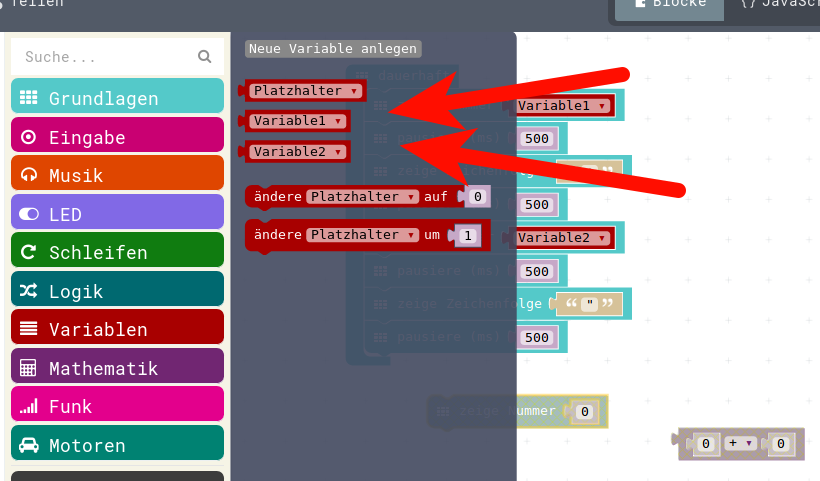 Teilen
Blöcke
{} JavaScr
Suche...
Neue Variable anlegen
Grundlagen
Eingabe
Musik
LED
Schleifen
Logik
Variablen
Mathematik
Funk
Motoren
Platzhalter
Variable1
Variable2
ändere Platzhalter auf 0
ändere Platzhalter um 1
dauerhaft
Variable1
pausiere (ms) 500
zeige
500
Variable2
pausiere (ms) 500
zeige Zeichenfolge “ " ”
pausiere (ms) 500
zeige Nummer 0
0 + 0